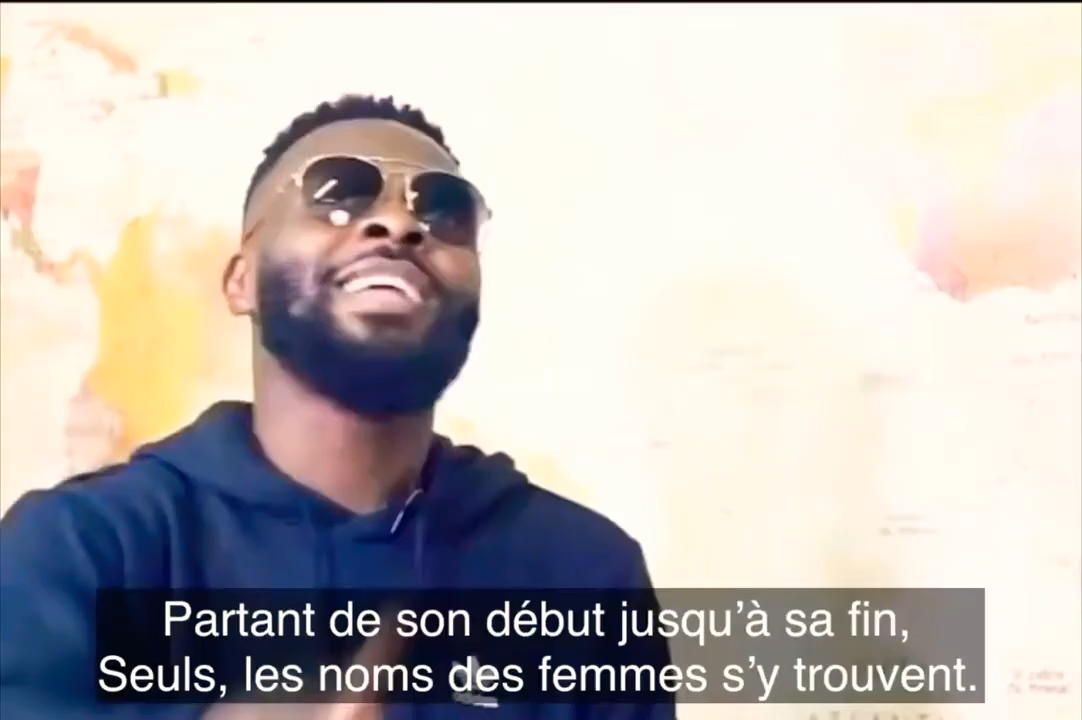 Partant de son début jusqu’à sa fin,
Seuls, les noms des femmes s’y trouvent.